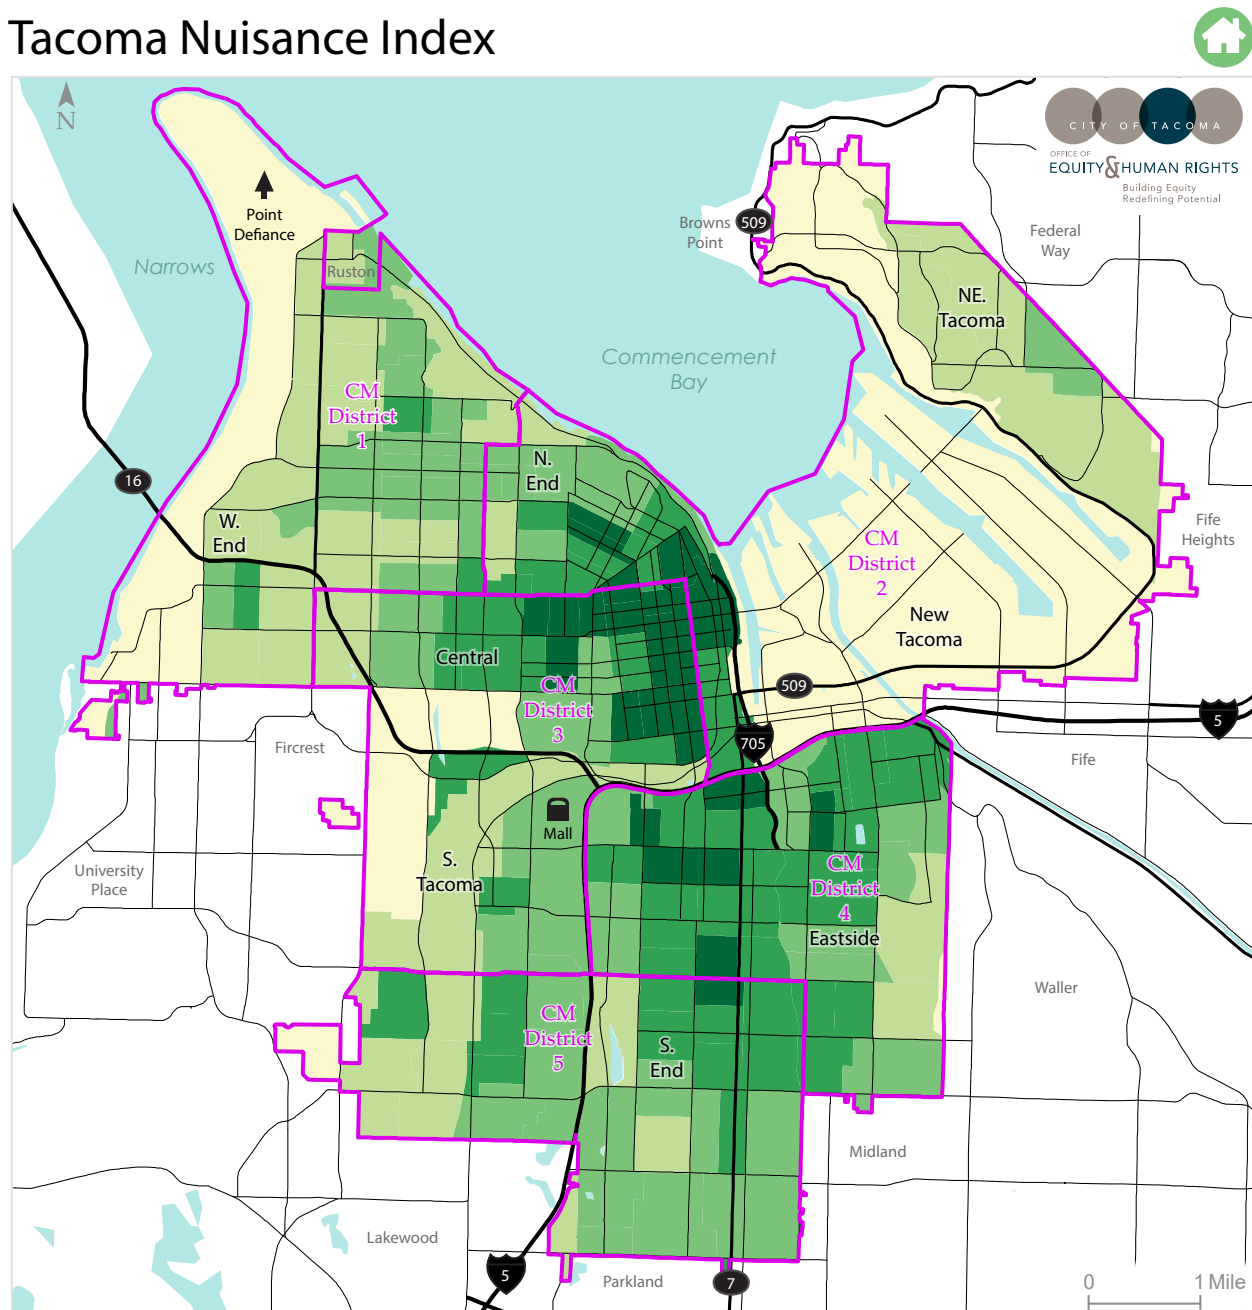 Tacoma Nuisance Index
N
CITY OF TACOMA
OFFICE OF
EQUITY & HUMAN RIGHTS
Building Equity
Redefining Potential
Point
Defiance
Narrows
Ruston
Browns
Point
509
Federal
Way
NE.
Tacoma
Commencement
Bay
CM
District
1
N.
End
16
W.
End
Fife
Heights
CM
District
2
New
Tacoma
Central
CM
District
3
509
5
705
Fircrest
Fife
Mall
University
Place
S.
Tacoma
CM
District
4
Eastside
Waller
CM
District
5
S.
End
Midland
Lakewood
5
Parkland
7
0
1 Mile